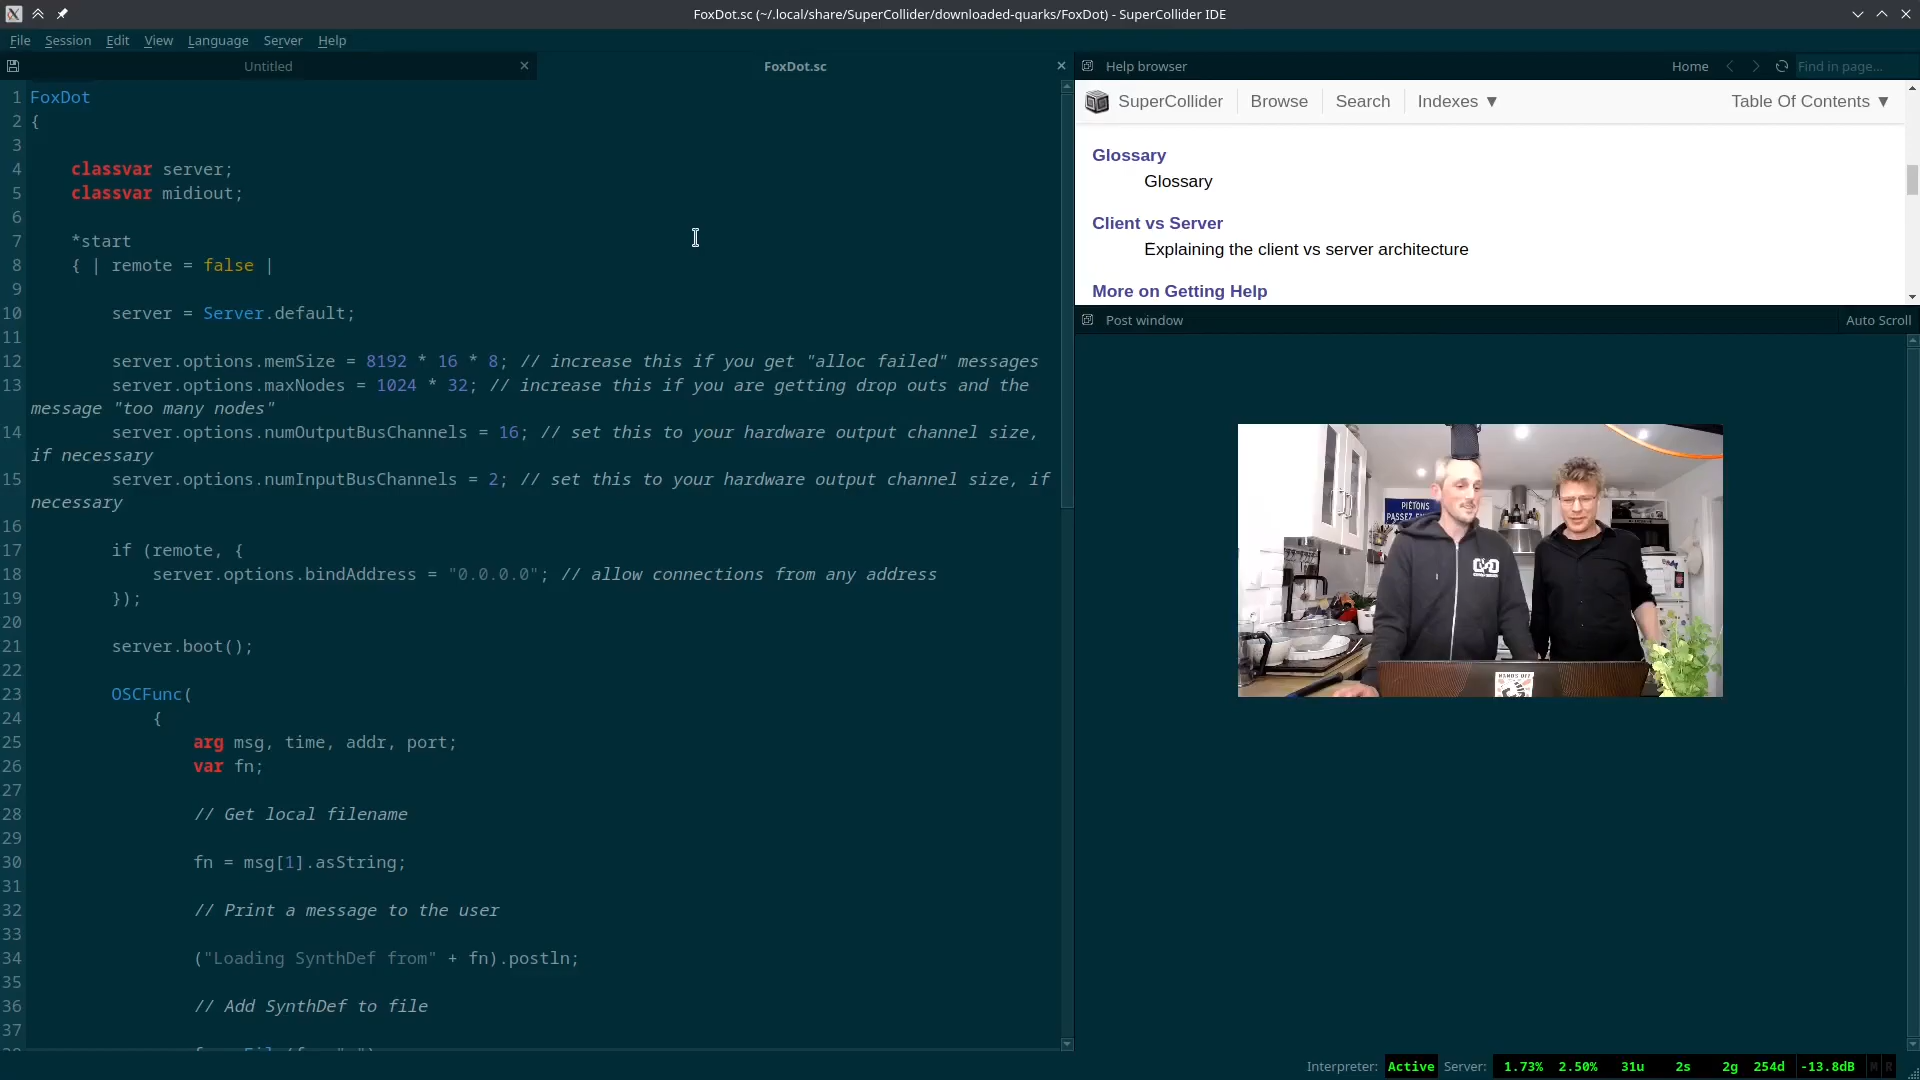 FoxDot.sc (~/.local/share/SuperCollider/downloaded-quarks/FoxDot) - SuperCollider IDE
File Session Edit View Language Server Help
Untitled
FoxDot.sc
1 FoxDot
2 {
3
4 classvar server;
5 classvar midiout;
6
7 *start
8 { | remote = false |
9
10 server = Server.default;
11
12 server.options.memSize = 8192 * 16 * 8; // increase this if you get "alloc failed" messages
13 server.options.maxNodes = 1024 * 32; // increase this if you are getting drop outs and the
message "too many nodes"
14 server.options.numOutputBusChannels = 16; // set this to your hardware output channel size,
if necessary
15 server.options.numInputBusChannels = 2; // set this to your hardware output channel size, if
necessary
16
17 if (remote, {
18 server.options.bindAddress = "0.0.0.0"; // allow connections from any address
19 });
20
21 server.boot();
22
23 OSCFunc(
24 {
25 arg msg, time, addr, port;
26 var fn;
27
28 // Get local filename
29
30 fn = msg[1].asString;
31
32 // Print a message to the user
33
34 ("Loading SynthDef from" + fn).postln;
35
36 // Add SynthDef to file
37
Help browser
Home
Find in page...
SuperCollider Browse Search Indexes ▼ Table Of Contents ▼
Glossary
Glossary
Client vs Server
Explaining the client vs server architecture
More on Getting Help
Post window
Auto Scroll
PIÉTONS
PASSEZ
HANDS OFF
Interpreter: Active Server: 1.73% 2.50% 31u 2s 2g 254d -13.8dB M R